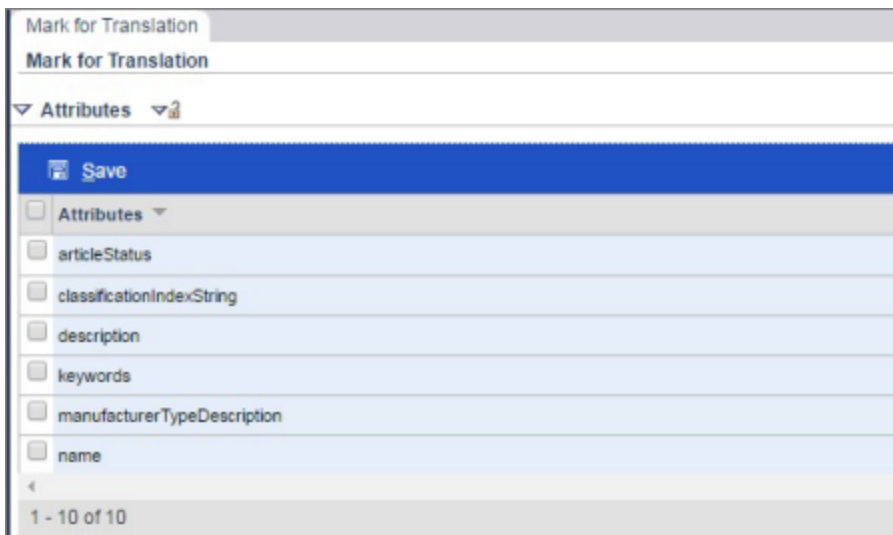 Mark for Translation
Mark for Translation
Attributes
Save
Attributes
articleStatus
classificationIndexString
description
keywords
manufacturerTypeDescription
name
1 - 10 of 10